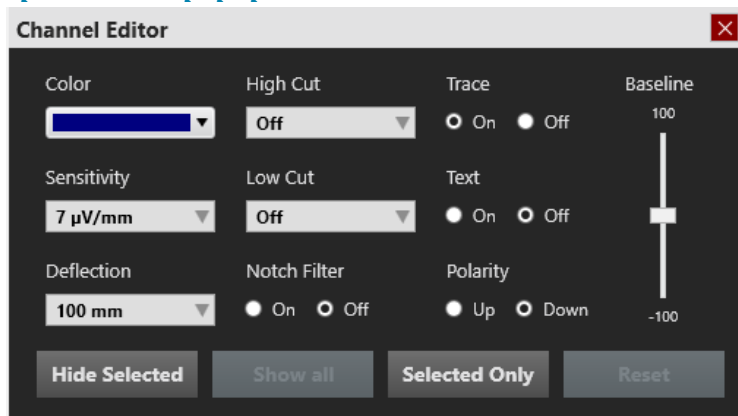 Channel Editor
Color
High Cut
Trace
Baseline
Off
On
Off
100
Sensitivity
Low Cut
Text
7 µV/mm
Off
On
Off
Deflection
Notch Filter
Polarity
100 mm
On
Off
Up
Down
-100
Hide Selected
Show all
Selected Only
Reset